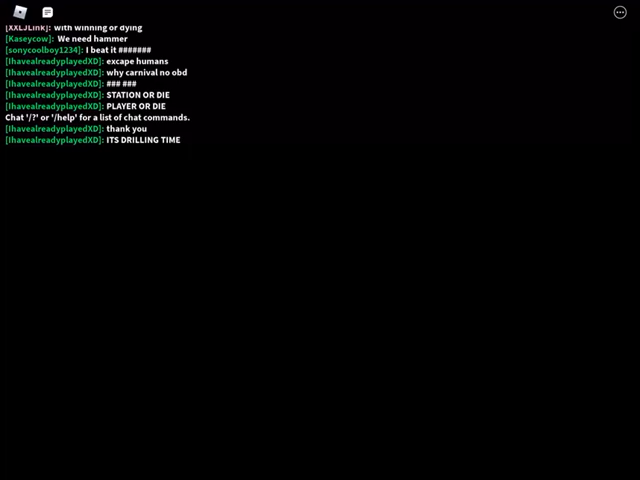 [XXLJLink]: with winning or dying
[Kaseycow]: We need hammer
[sonycoolboy1234]: I beat it #######
[IhavealreadyplayedXD]: excape humans
[IhavealreadyplayedXD]: why carnival no obd
[IhavealreadyplayedXD]: ### ###
[IhavealreadyplayedXD]: STATION OR DIE
[IhavealreadyplayedXD]: PLAYER OR DIE
Chat '/?' or '/help' for a list of chat commands.
[IhavealreadyplayedXD]: thank you
[IhavealreadyplayedXD]: ITS DRILLING TIME